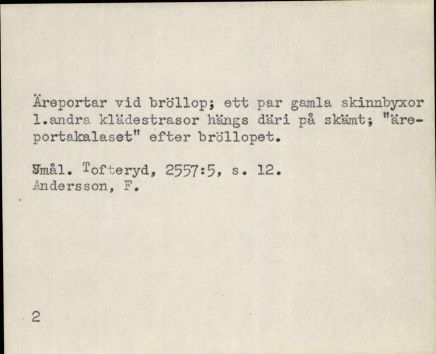 Äreportar vid bröllop; ett par gamla skinnbyxor
l.andra klädestrasor hängs däri på skämt; "äre-
portakalaset" efter bröllopet.
Smål. Tofteryd, 2557:5, s. 12.
Andersson, F.
2